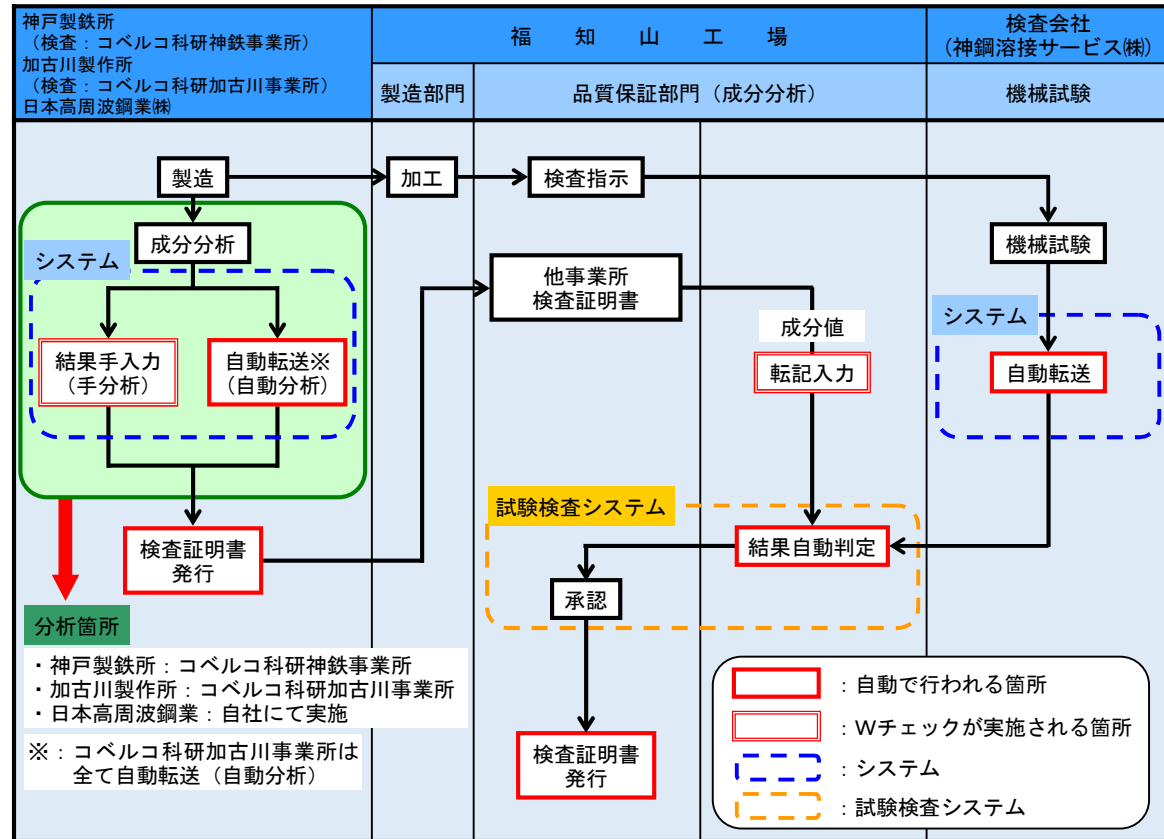 神戸製鉄所
(検査:コベルコ科研神鉄事業所)
加古川製作所
(検査:コベルコ科研加古川事業所)
日本高周波鋼業㈱
福 知 山 工 場
検査会社
(神鋼溶接サービス㈱)
製造部門
品質保証部門(成分分析)
機械試験
製造
加工
検査指示
成分分析
機械試験
システム
他事業所
検査証明書
成分値
システム
結果手入力
(手分析)
自動転送※
(自動分析)
転記入力
自動転送
試験検査システム
検査証明書
発行
結果自動判定
承認
分析箇所
・神戸製鉄所:コベルコ科研神鉄事業所
・加古川製作所:コベルコ科研加古川事業所
・日本高周波鋼業:自社にて実施
※:コベルコ科研加古川事業所は
全て自動転送(自動分析)
検査証明書
発行
:自動で行われる箇所
:Wチェックが実施される箇所
:システム
:試験検査システム